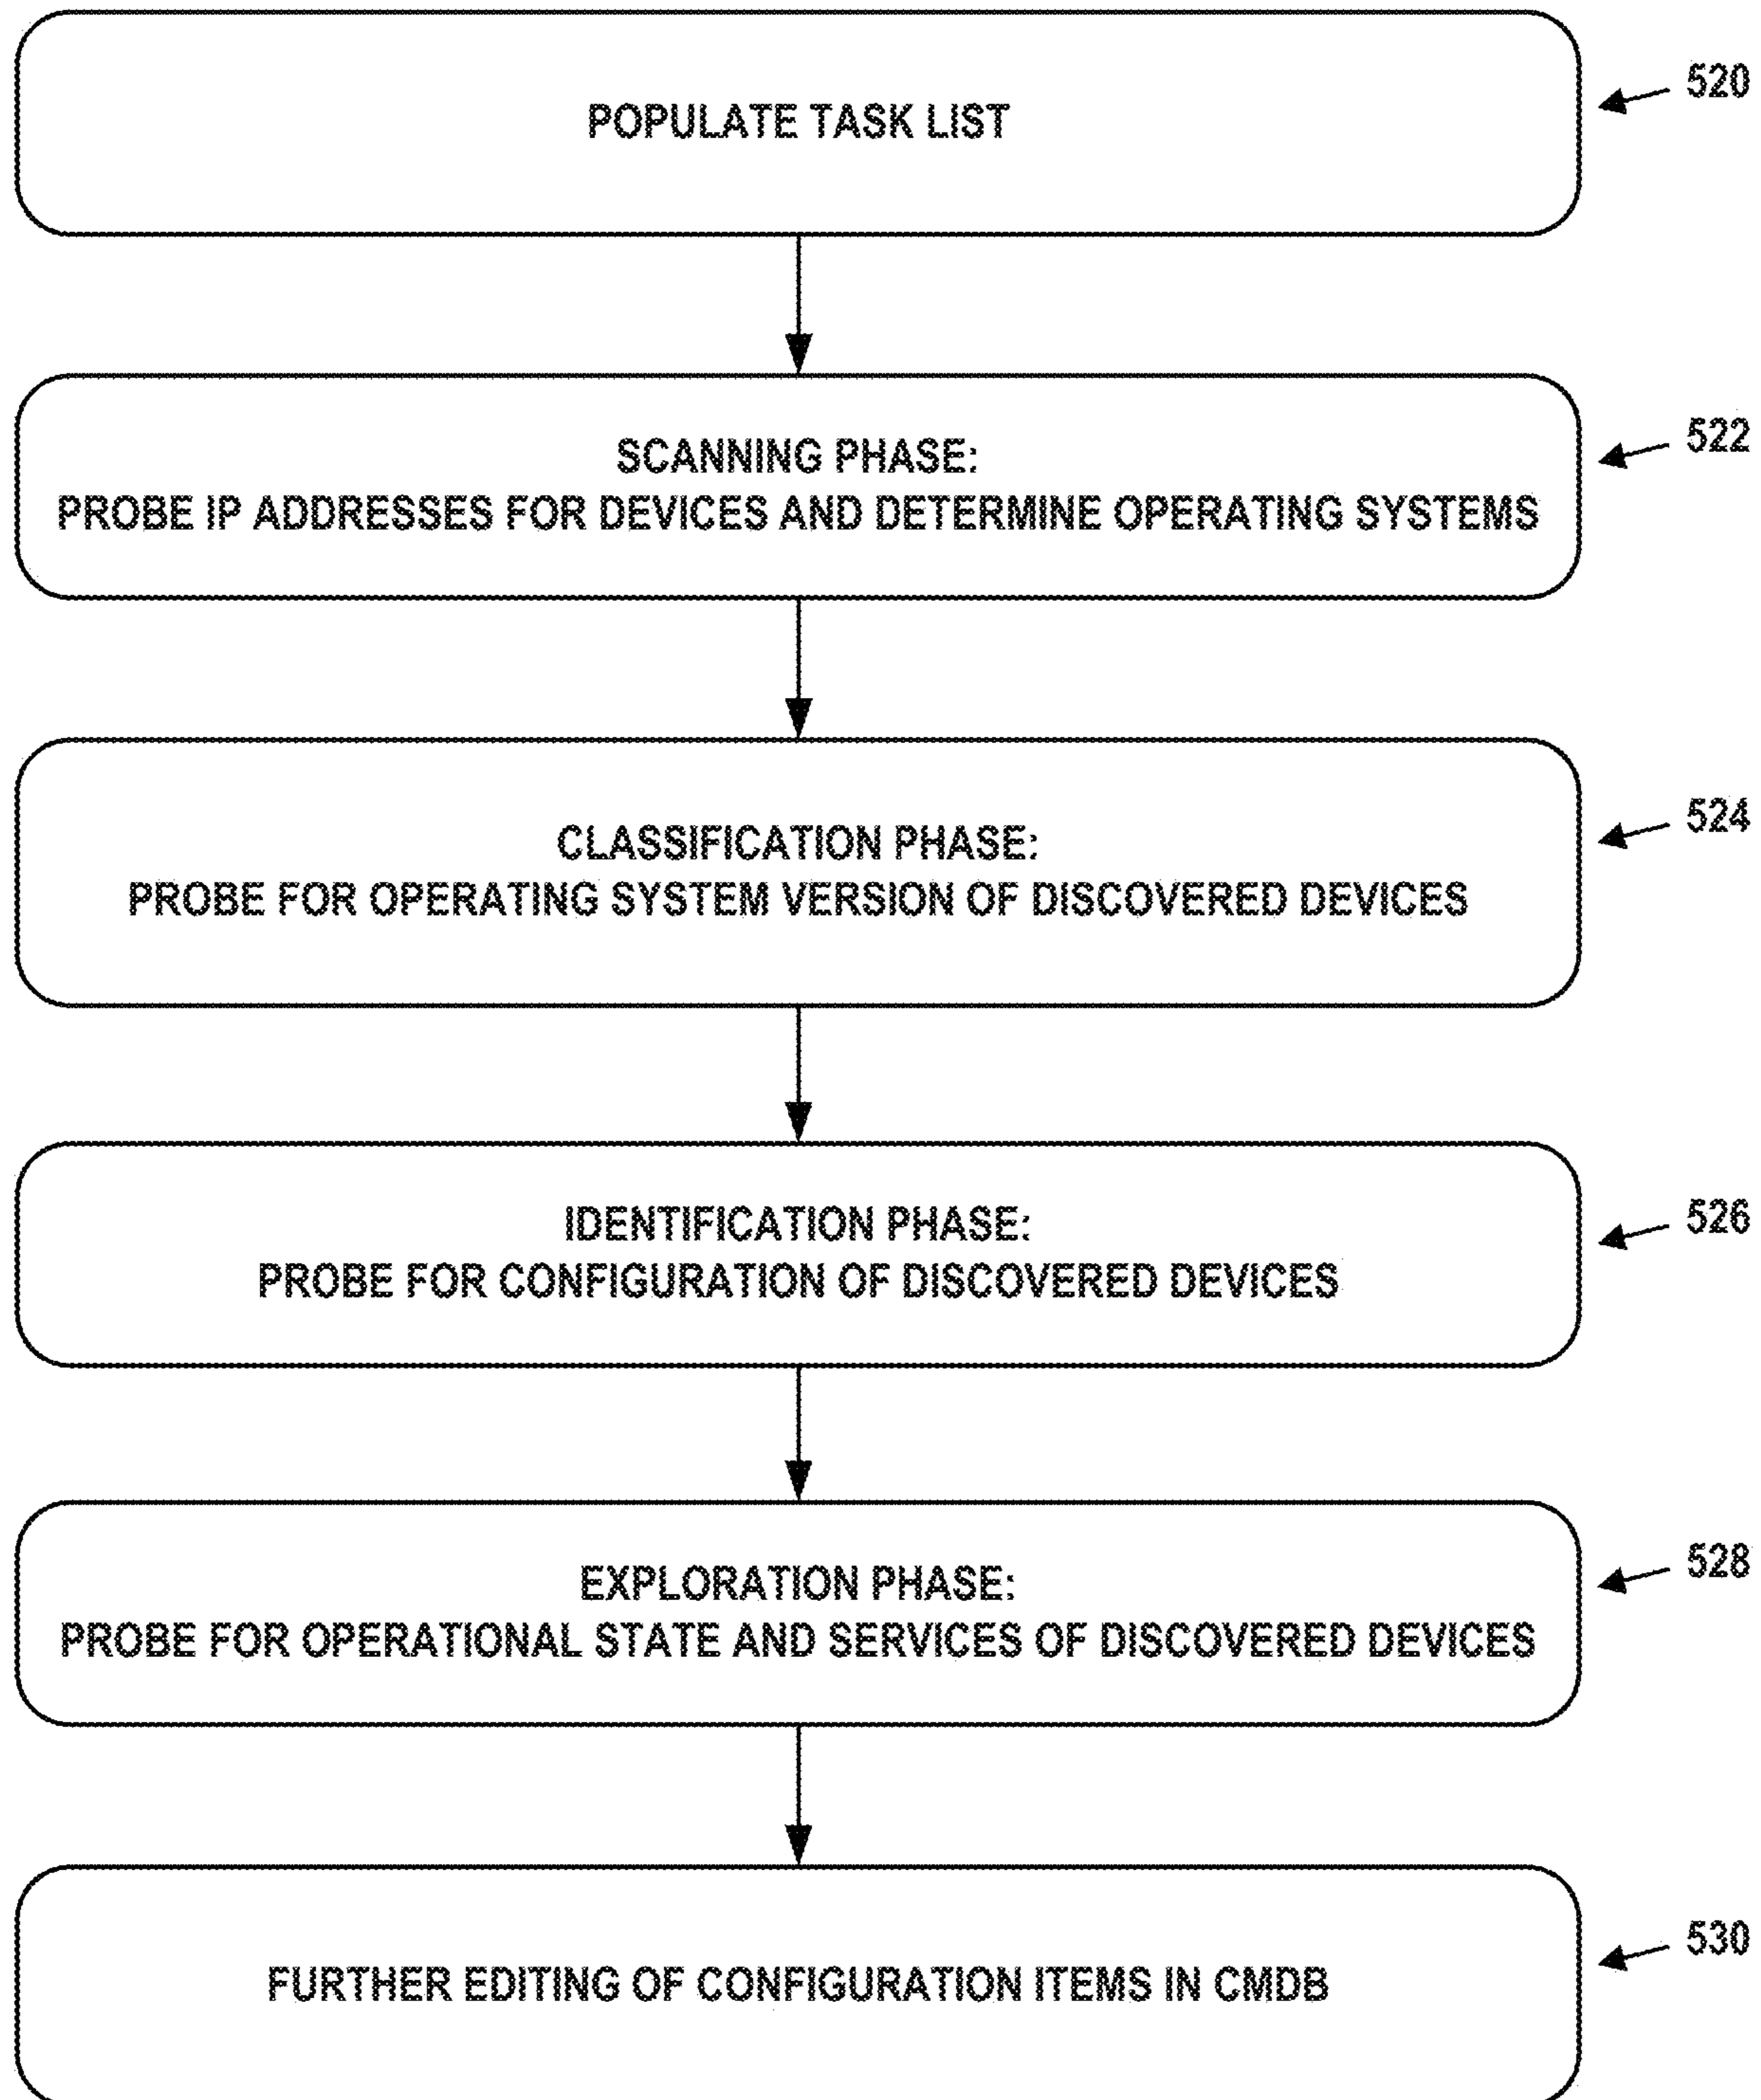 POPULATE TASK LIST
520
SCANNING PHASE:
PROBE IP ADDRESSES FOR DEVICES AND DETERMINE OPERATING SYSTEMS
522
CLASSIFICATION PHASE:
PROBE FOR OPERATING SYSTEM VERSION OF DISCOVERED DEVICES
524
IDENTIFICATION PHASE:
PROBE FOR CONFIGURATION OF DISCOVERED DEVICES
526
EXPLORATION PHASE:
PROBE FOR OPERATIONAL STATE AND SERVICES OF DISCOVERED DEVICES
528
FURTHER EDITING OF CONFIGURATION ITEMS IN CMDB
530